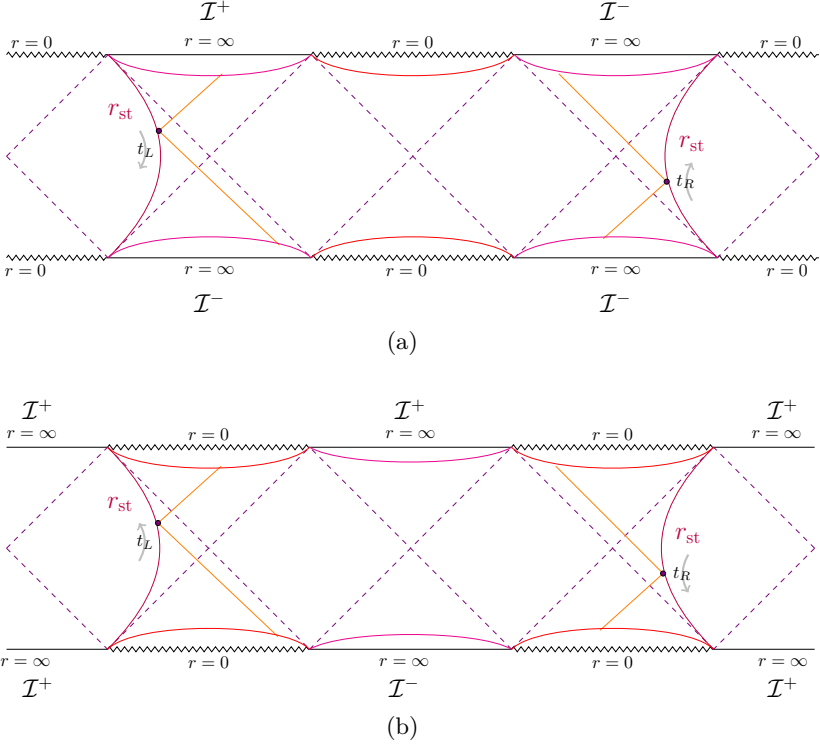 ℐ⁺ ℐ⁻
r = 0 r = ∞ r = 0 r = ∞ r = 0
r_st r_st
t_L t_R
r = 0 r = ∞ r = 0 r = ∞ r = 0
ℐ⁻ ℐ⁻
(a)
ℐ⁺ ℐ⁺ ℐ⁺
r = ∞ r = 0 r = ∞ r = 0 r = ∞
r_st r_st
t_L t_R
r = ∞ r = 0 r = ∞ r = 0 r = ∞
ℐ⁺ ℐ⁻ ℐ⁺
(b)